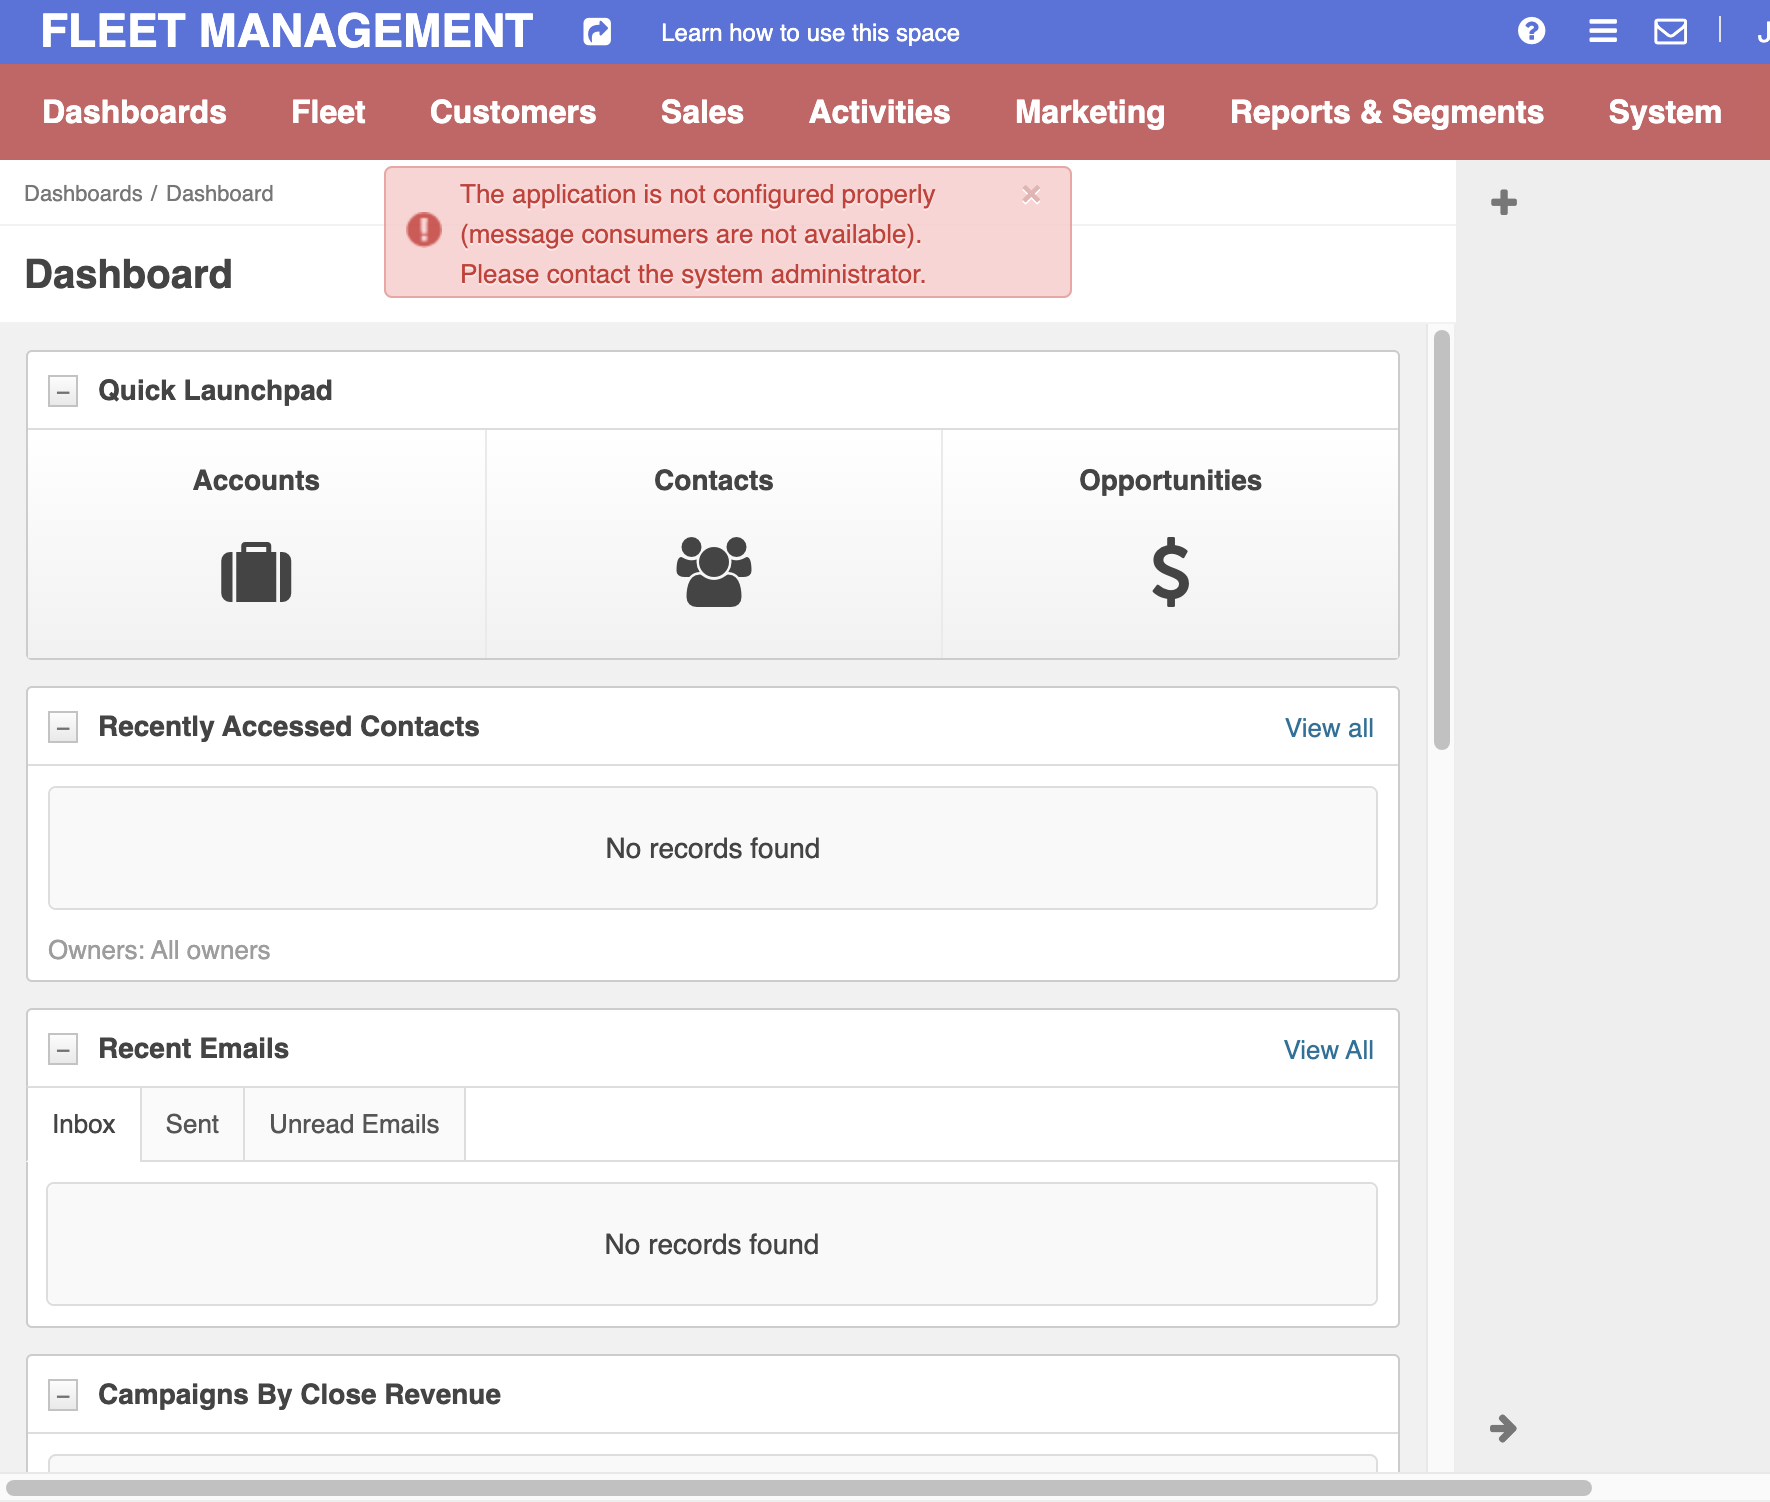 FLEET MANAGEMENT
Learn how to use this space
Dashboards Fleet Customers Sales Activities Marketing Reports & Segments System
Dashboards / Dashboard
The application is not configured properly
(message consumers are not available).
Please contact the system administrator.
Dashboard
Quick Launchpad
Accounts Contacts Opportunities
Recently Accessed Contacts View all
No records found
Owners: All owners
Recent Emails View All
Inbox Sent Unread Emails
No records found
Campaigns By Close Revenue